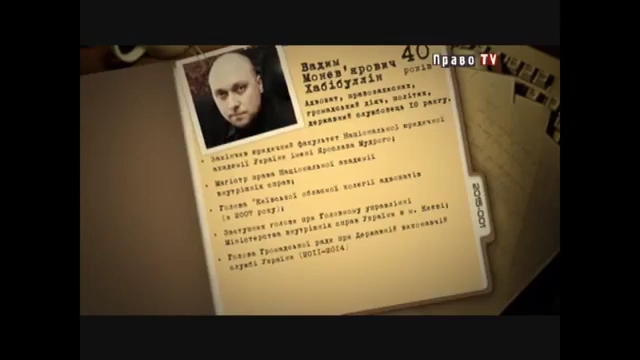 Право TV
Вадим 40
Монев'ярович років
Хабібуллін
Адвокат, правозахисник,
громадський діяч, політик,
державний службовець 10 рангу.
• Закінчив юридичний факультет Національної юридичної
академії України імені Ярослава Мудрого;
• Магістр права Національної академії
внутрішніх справ;
• Голова "Київської обласної колегії адвокатів
(з 2007 року);
• Заступник голови при Головному управлінні
Міністерства внутрішніх справ України в м. Києві;
• Голова Громадської ради при Державній виконавчій
службі України (2011-2014)
2015-001